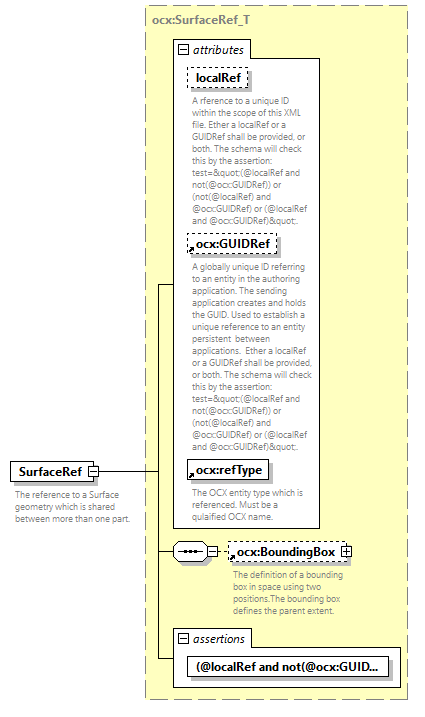 ocx:SurfaceRef_T
attributes
localRef
A rference to a unique ID
within the scope of this XML
file. Ether a localRef or a
GUIDRef shall be provided, or
both. The schema will check
this by the assertion:
test=&quot;(@localRef and
not(@ocx:GUIDRef)) or
(not(@localRef) and
@ocx:GUIDRef) or (@localRef
and @ocx:GUIDRef)&quot;.
ocx:GUIDRef
A globally unique ID referring
to an entity in the authoring
application. The sending
application creates and holds
the GUID. Used to establish a
unique reference to an entity
persistent between
applications. Ether a localRef
or a GUIDRef shall be provided,
or both. The schema will check
this by the assertion:
test=&quot;(@localRef and
not(@ocx:GUIDRef)) or
(not(@localRef) and
@ocx:GUIDRef) or (@localRef
and @ocx:GUIDRef)&quot;.
SurfaceRef
The reference to a Surface
geometry which is shared
between more than one part.
ocx:refType
The OCX entity type which is
referenced. Must be a
qulaified OCX name.
ocx:BoundingBox
The definition of a bounding
box in space using two
positions.The bounding box
defines the parent extent.
assertions
(@localRef and not(@ocx:GUID...